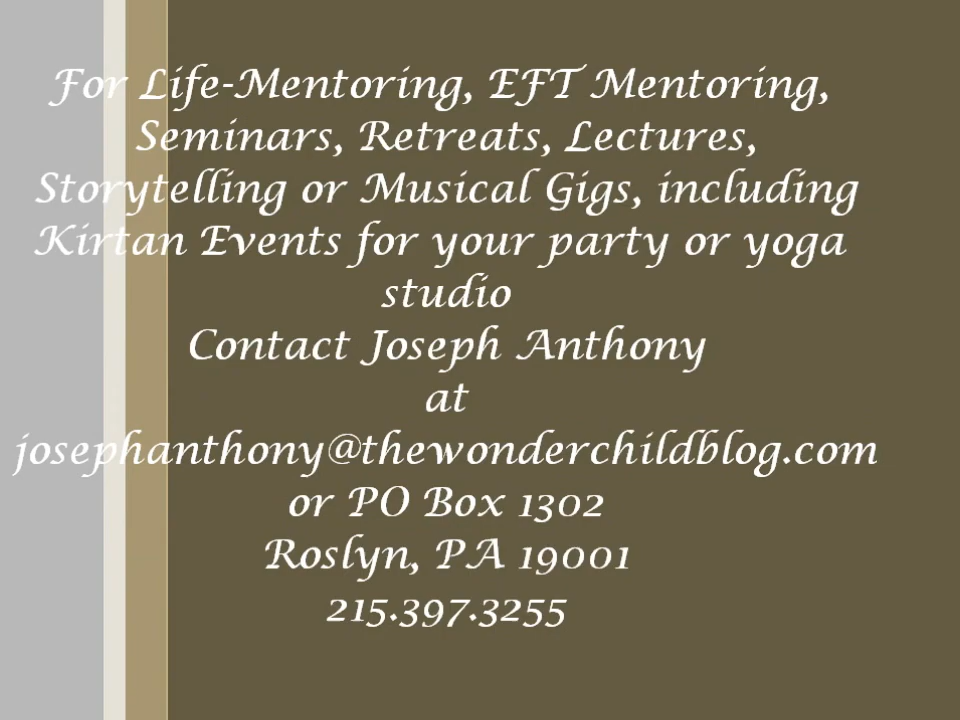 For Life-Mentoring, EFT Mentoring,
Seminars, Retreats, Lectures,
Storytelling or Musical Gigs, including
Kirtan Events for your party or yoga
studio
Contact Joseph Anthony
at
josephanthony@thewonderchildblog.com
or PO Box 1302
Roslyn, PA 19001
215.397.3255